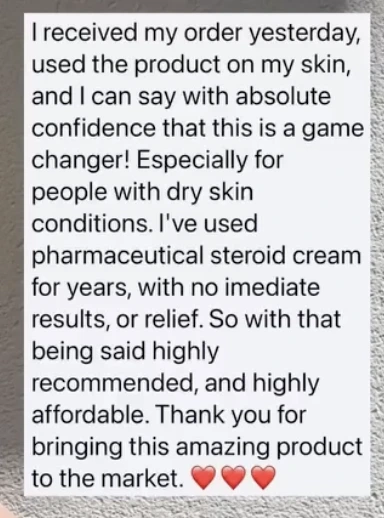 I received my order yesterday,
used the product on my skin,
and I can say with absolute
confidence that this is a game
changer! Especially for
people with dry skin
conditions. I've used
pharmaceutical steroid cream
for years, with no imediate
results, or relief. So with that
being said highly
recommended, and highly
affordable. Thank you for
bringing this amazing product
to the market. ❤️❤️❤️